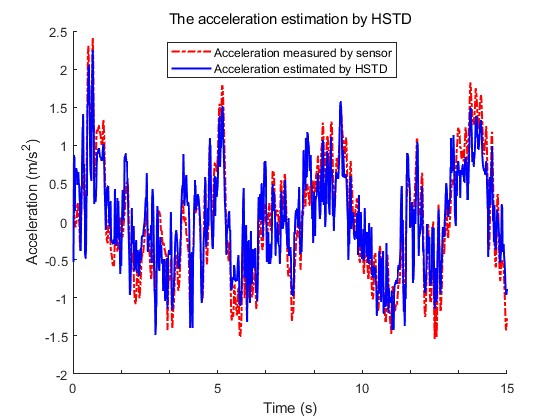 The acceleration estimation by HSTD
Acceleration measured by sensor
Acceleration estimated by HSTD
Acceleration (m/s²)
2.5
2
1.5
1
0.5
0
-0.5
-1
-1.5
-2
0
5
10
15
Time (s)